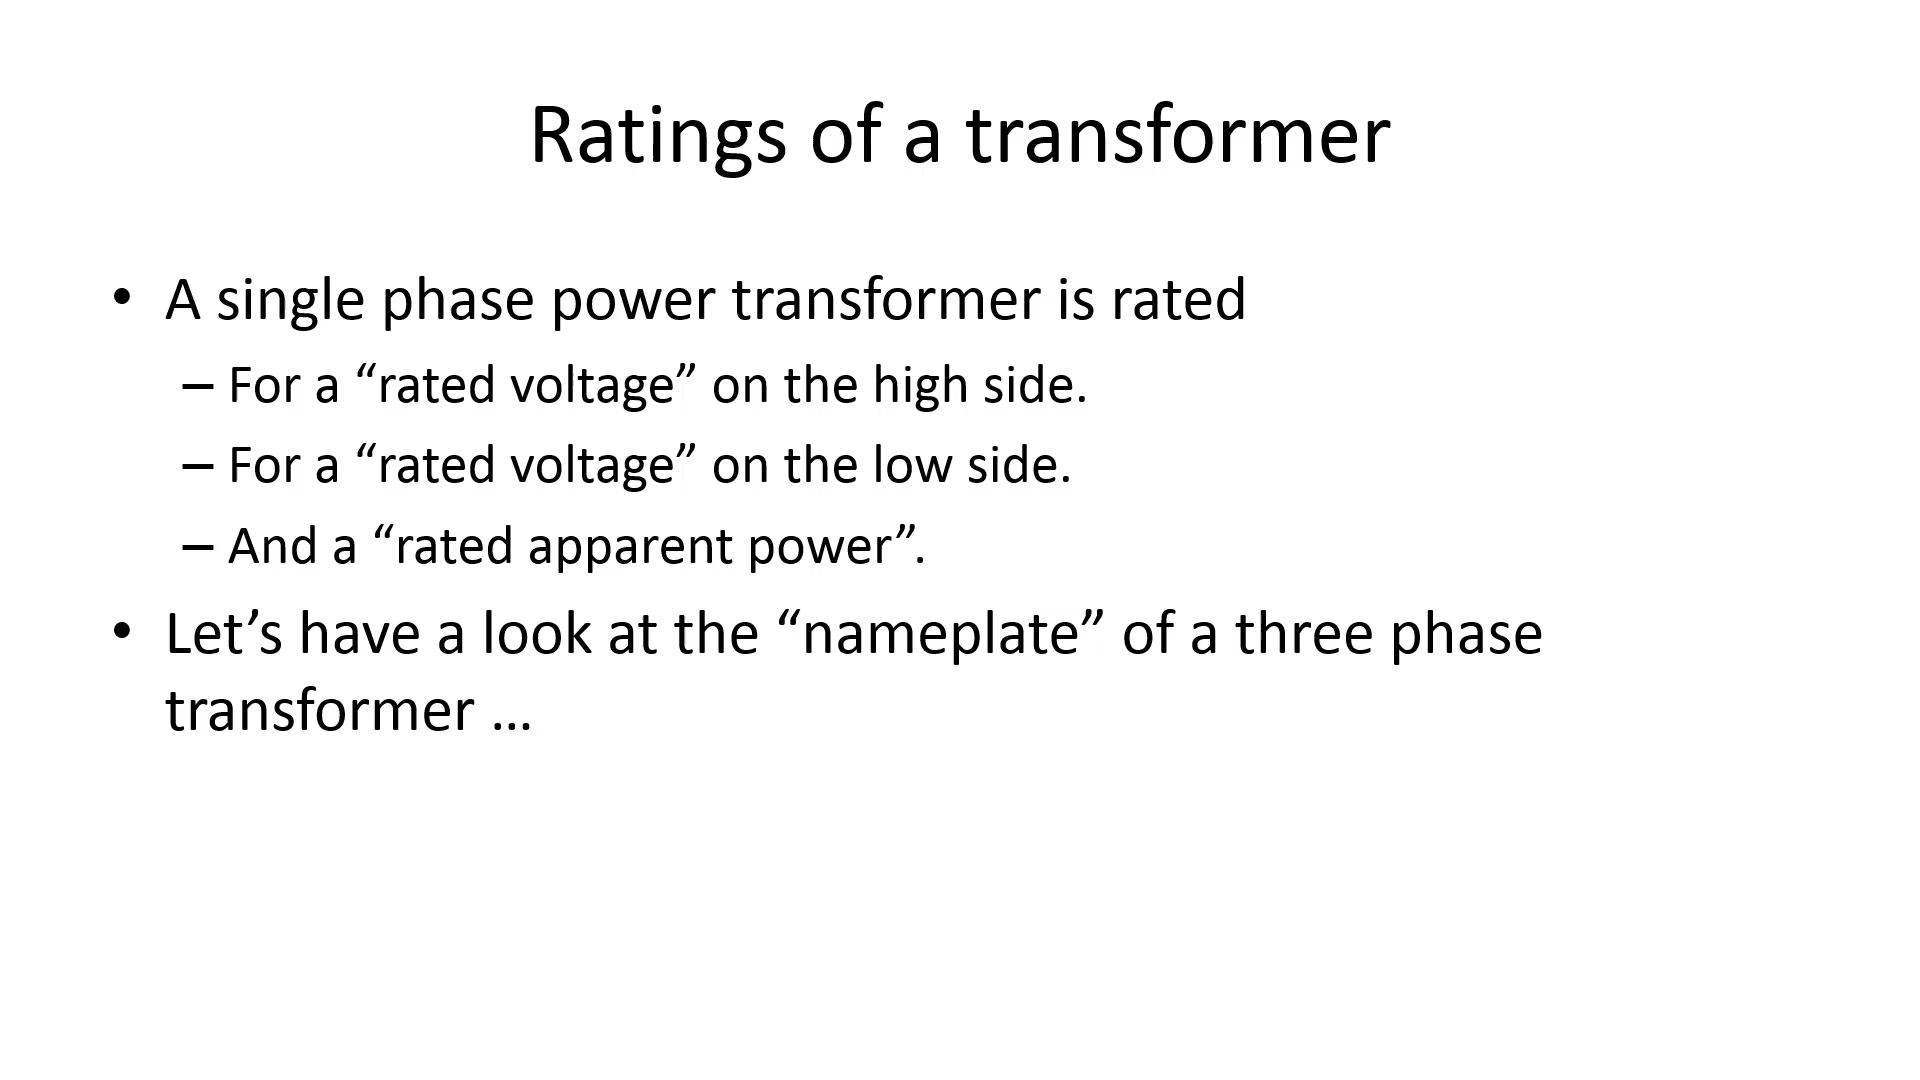 Ratings of a transformer
• A single phase power transformer is rated
– For a “rated voltage” on the high side.
– For a “rated voltage” on the low side.
– And a “rated apparent power”.
• Let’s have a look at the “nameplate” of a three phase
transformer …